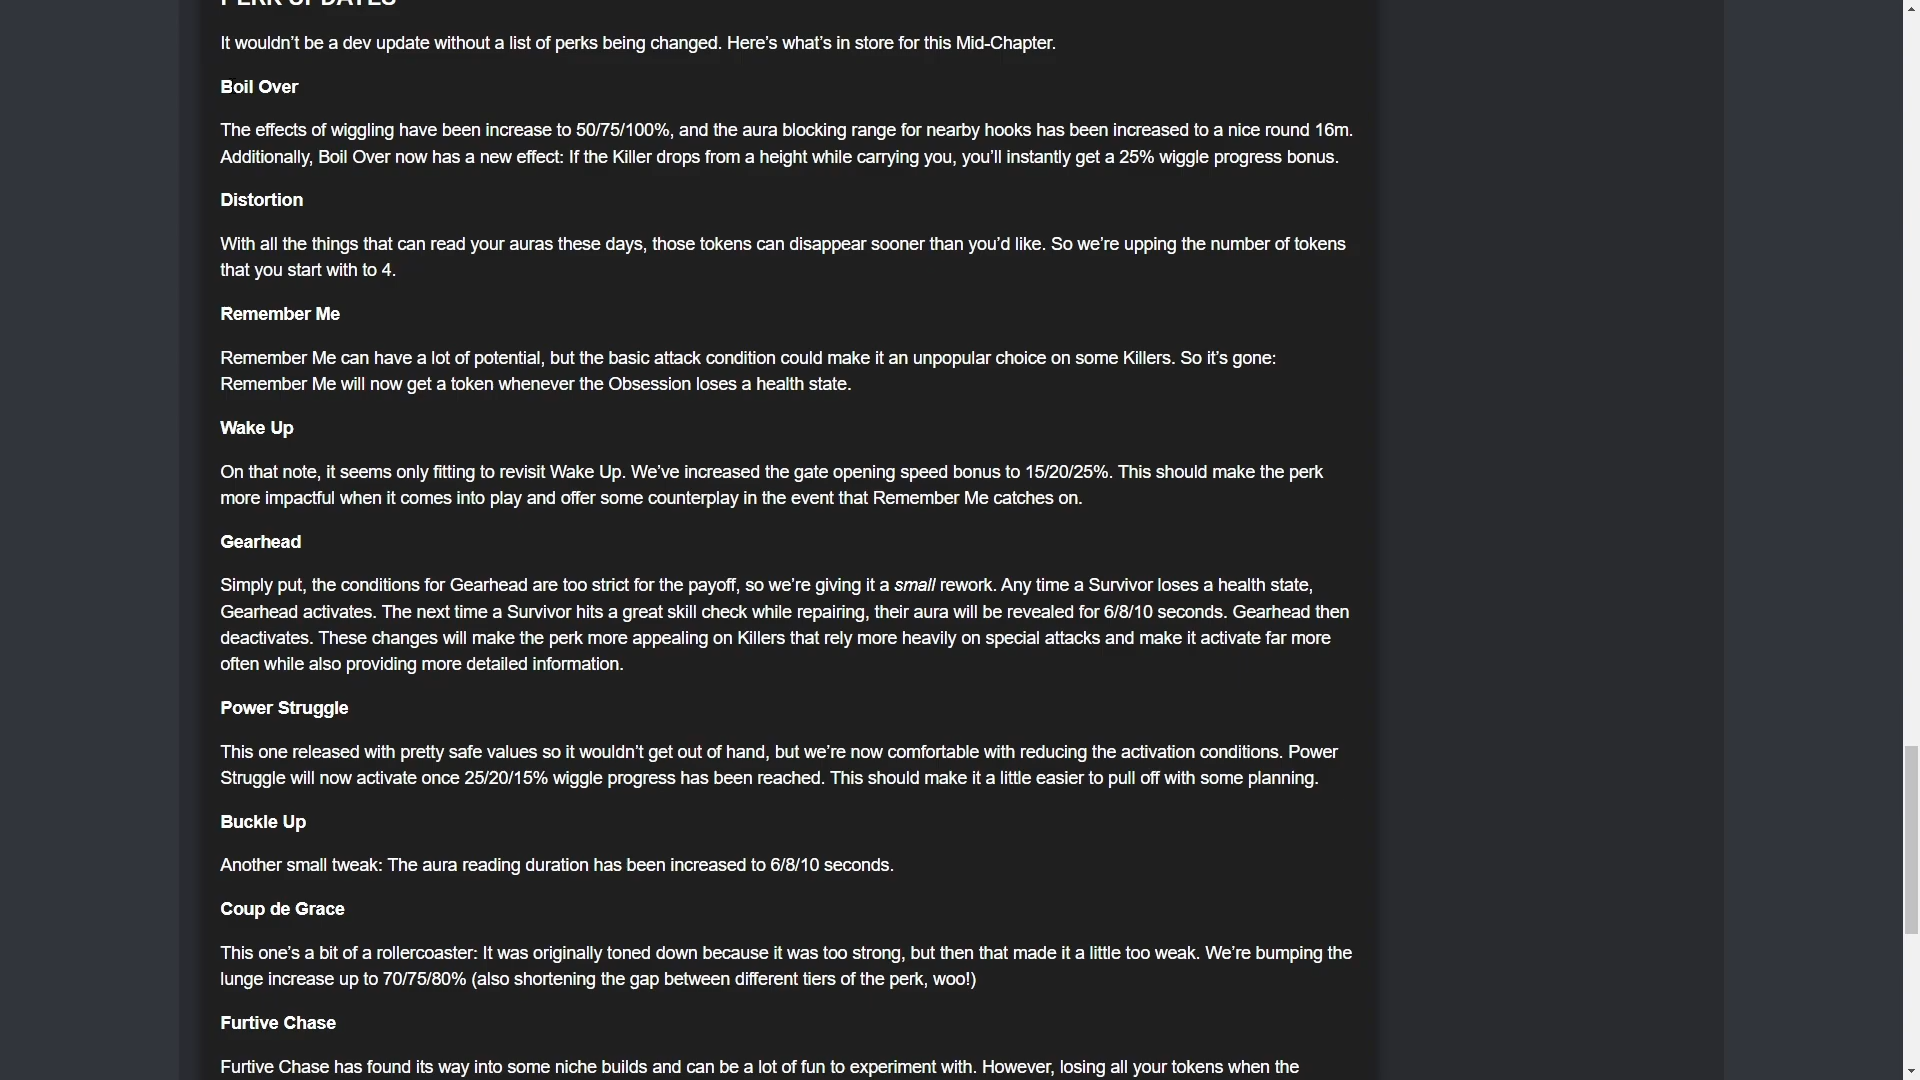 PERK UPDATES
It wouldn’t be a dev update without a list of perks being changed. Here’s what’s in store for this Mid-Chapter.
Boil Over
The effects of wiggling have been increase to 50/75/100%, and the aura blocking range for nearby hooks has been increased to a nice round 16m.
Additionally, Boil Over now has a new effect: If the Killer drops from a height while carrying you, you’ll instantly get a 25% wiggle progress bonus.
Distortion
With all the things that can read your auras these days, those tokens can disappear sooner than you’d like. So we’re upping the number of tokens
that you start with to 4.
Remember Me
Remember Me can have a lot of potential, but the basic attack condition could make it an unpopular choice on some Killers. So it’s gone:
Remember Me will now get a token whenever the Obsession loses a health state.
Wake Up
On that note, it seems only fitting to revisit Wake Up. We’ve increased the gate opening speed bonus to 15/20/25%. This should make the perk
more impactful when it comes into play and offer some counterplay in the event that Remember Me catches on.
Gearhead
Simply put, the conditions for Gearhead are too strict for the payoff, so we’re giving it a small rework. Any time a Survivor loses a health state,
Gearhead activates. The next time a Survivor hits a great skill check while repairing, their aura will be revealed for 6/8/10 seconds. Gearhead then
deactivates. These changes will make the perk more appealing on Killers that rely more heavily on special attacks and make it activate far more
often while also providing more detailed information.
Power Struggle
This one released with pretty safe values so it wouldn’t get out of hand, but we’re now comfortable with reducing the activation conditions. Power
Struggle will now activate once 25/20/15% wiggle progress has been reached. This should make it a little easier to pull off with some planning.
Buckle Up
Another small tweak: The aura reading duration has been increased to 6/8/10 seconds.
Coup de Grace
This one’s a bit of a rollercoaster: It was originally toned down because it was too strong, but then that made it a little too weak. We’re bumping the
lunge increase up to 70/75/80% (also shortening the gap between different tiers of the perk, woo!)
Furtive Chase
Furtive Chase has found its way into some niche builds and can be a lot of fun to experiment with. However, losing all your tokens when the